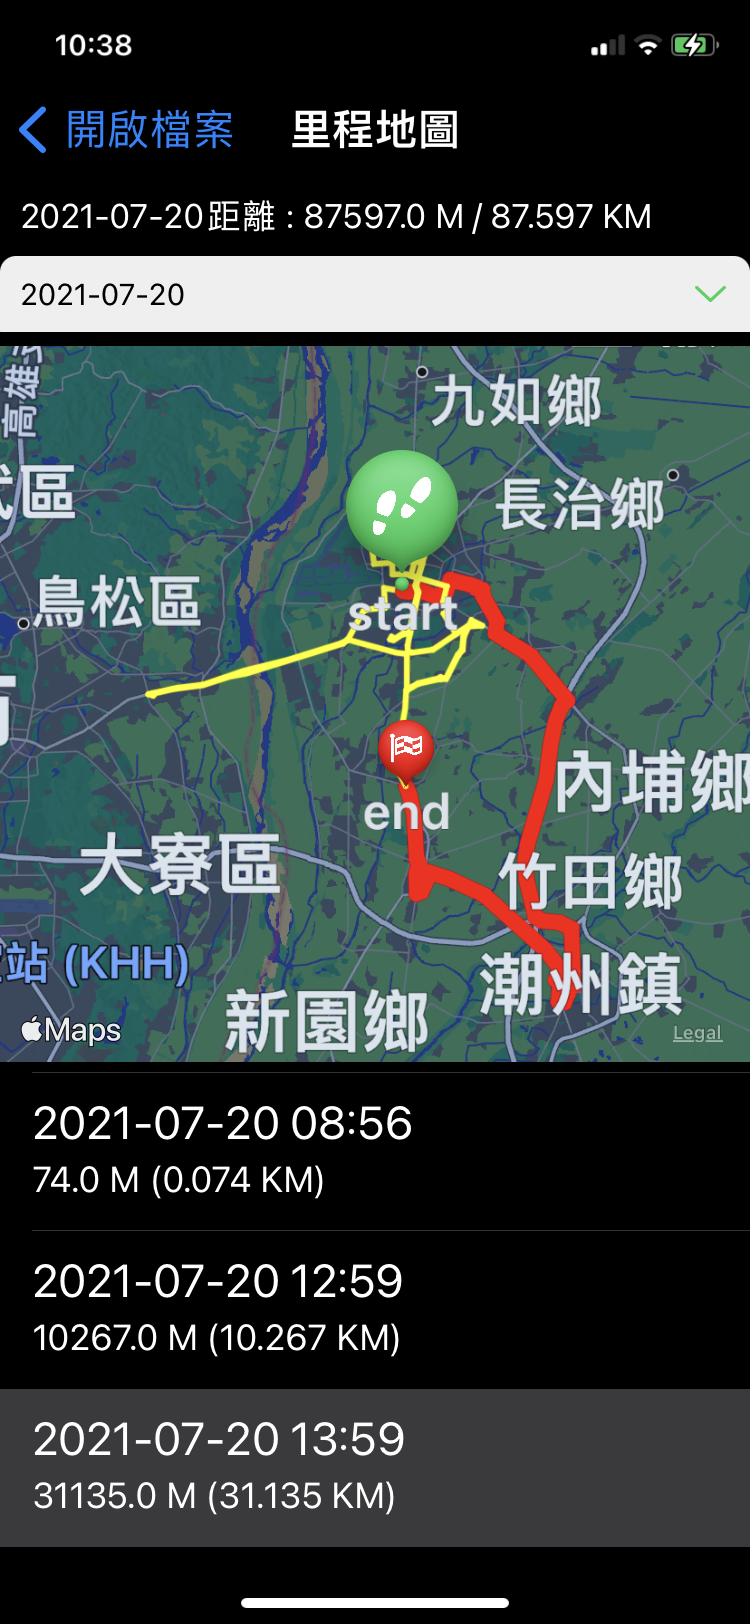 10:38
開啟檔案 里程地圖
2021-07-20距離 : 87597.0 M / 87.597 KM
2021-07-20
九如鄉
長治鄉
區
鳥松區
start
內埔鄉
end
大寮區
竹田鄉
站 (KHH)
潮州鎮
新園鄉
Maps
Legal
2021-07-20 08:56
74.0 M (0.074 KM)
2021-07-20 12:59
10267.0 M (10.267 KM)
2021-07-20 13:59
31135.0 M (31.135 KM)